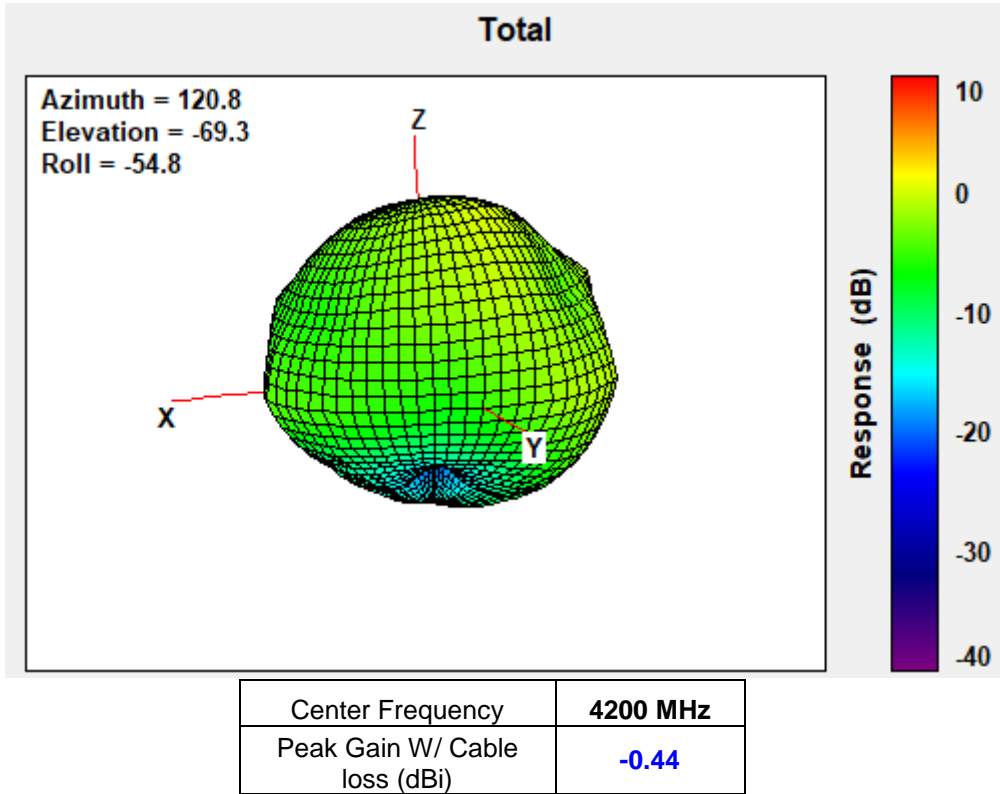 Total
Azimuth = 120.8
Elevation = -69.3
Roll = -54.8
Z
X
Y
10
0
-10
-20
-30
-40
Response (dB)
Center Frequency 4200 MHz
Peak Gain W/ Cable
loss (dBi) -0.44